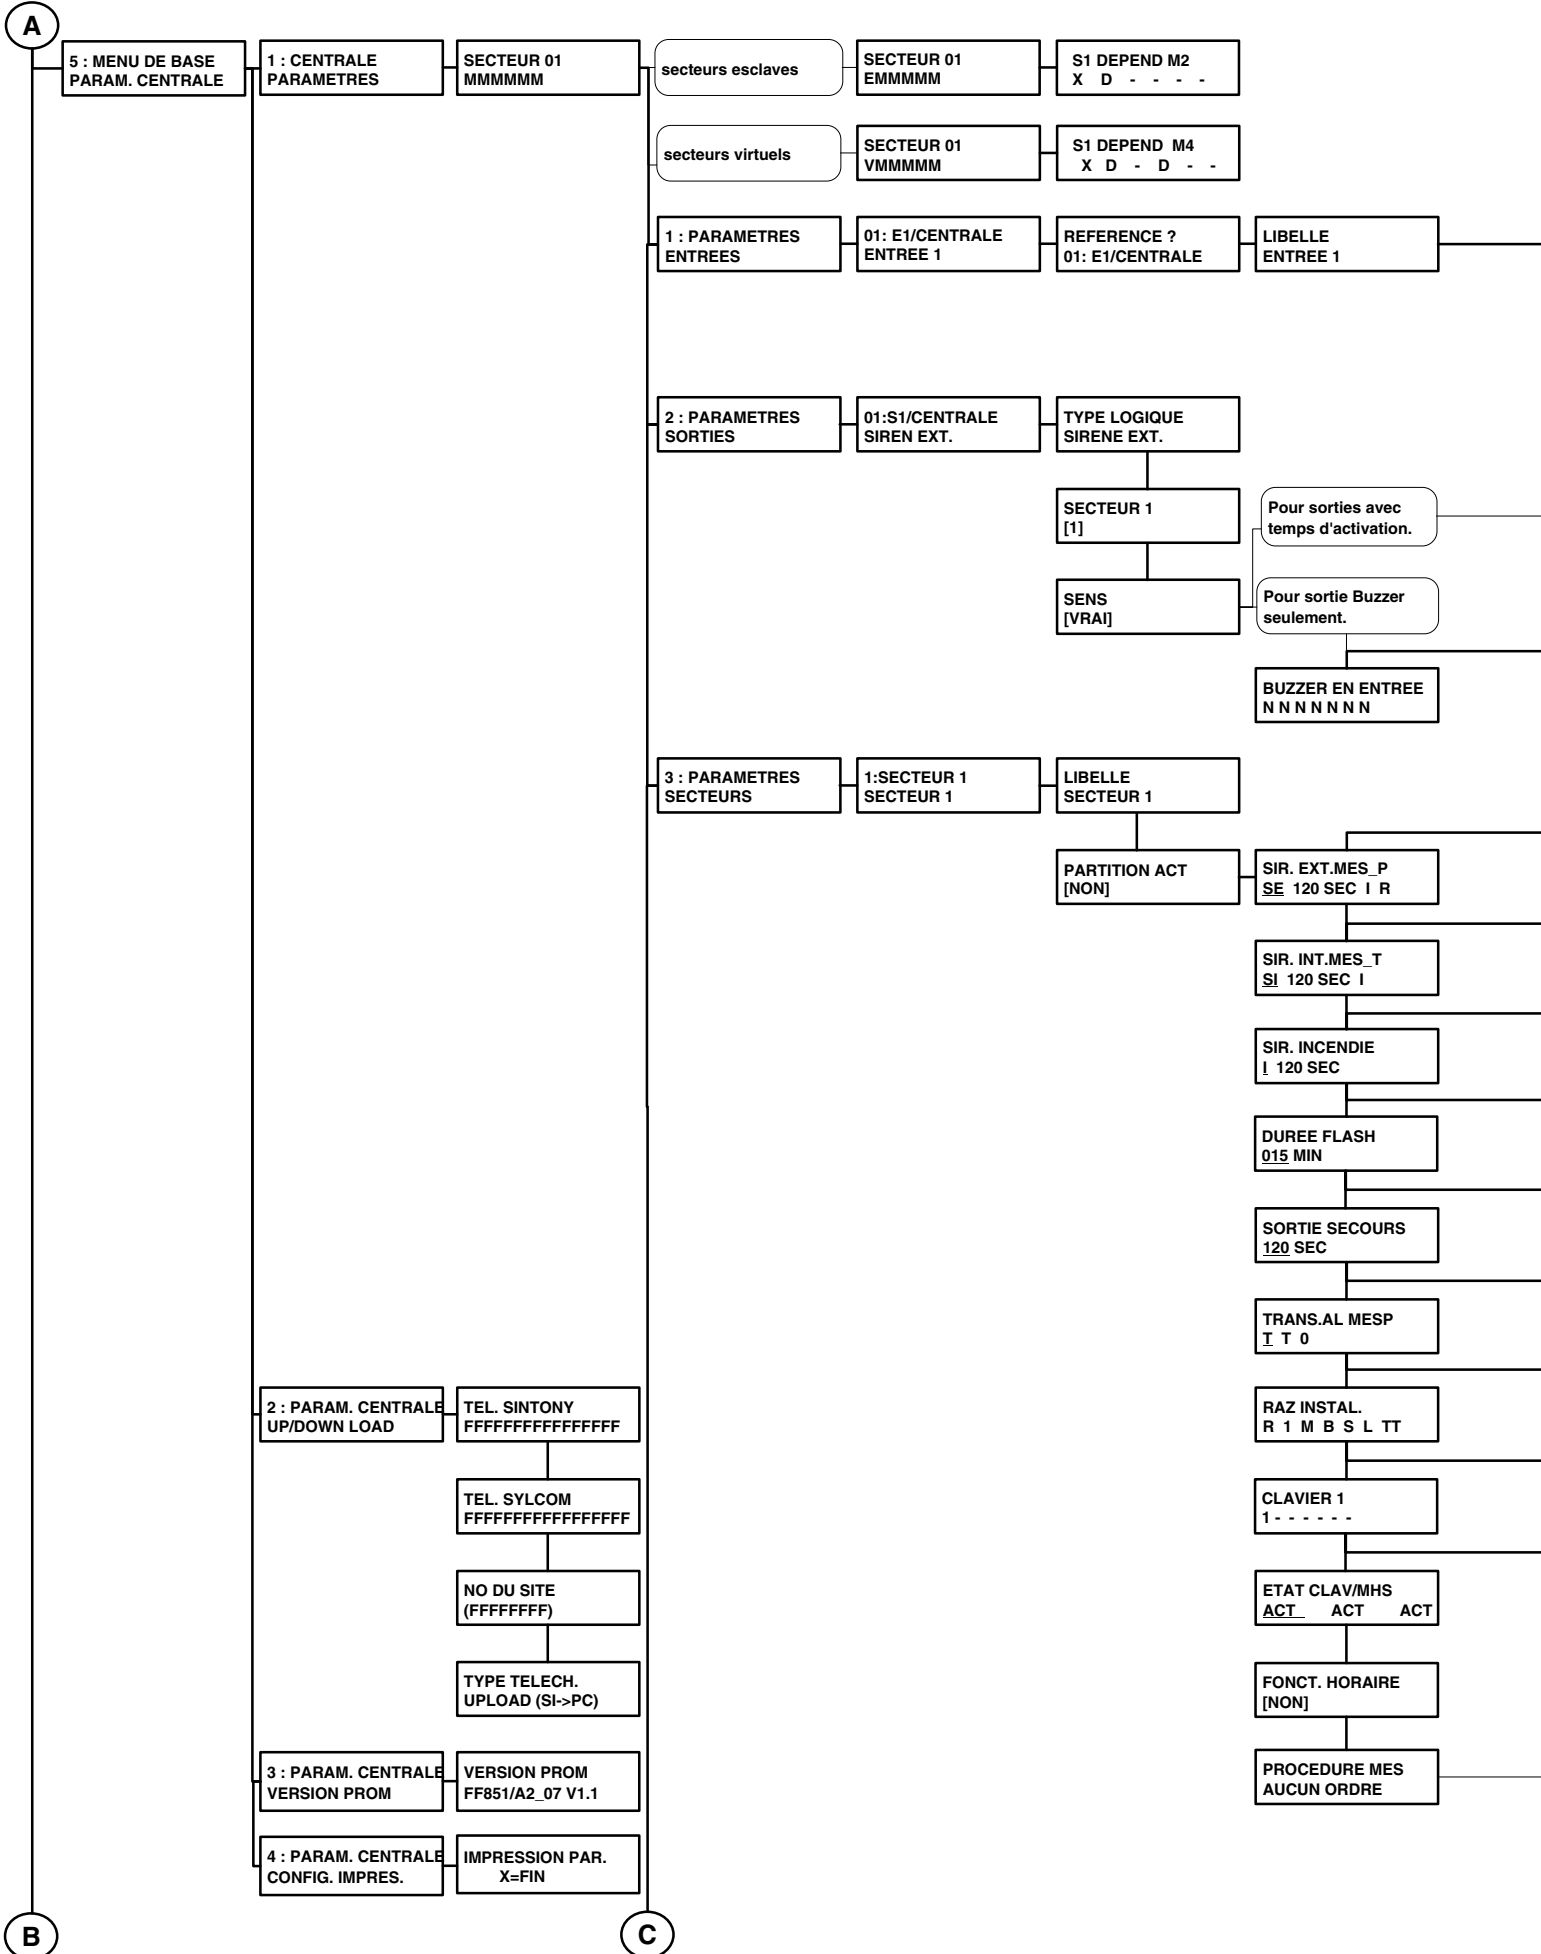 A
5 : MENU DE BASE
PARAM. CENTRALE
1 : CENTRALE
PARAMETRES
SECTEUR 01
MMMMMM
secteurs esclaves
SECTEUR 01
EMMMMM
S1 DEPEND M2
X D - - - -
secteurs virtuels
SECTEUR 01
VMMMMM
S1 DEPEND M4
X D - D - -
1 : PARAMETRES
ENTREES
01: E1/CENTRALE
ENTREE 1
REFERENCE ?
01: E1/CENTRALE
LIBELLE
ENTREE 1
2 : PARAMETRES
SORTIES
01:S1/CENTRALE
SIREN EXT.
TYPE LOGIQUE
SIRENE EXT.
SECTEUR 1
[1]
Pour sorties avec
temps d'activation.
SENS
[VRAI]
Pour sortie Buzzer
seulement.
BUZZER EN ENTREE
N N N N N N N
3 : PARAMETRES
SECTEURS
1:SECTEUR 1
SECTEUR 1
LIBELLE
SECTEUR 1
PARTITION ACT
[NON]
SIR. EXT.MES_P
SE 120 SEC I R
SIR. INT.MES_T
SI 120 SEC I
SIR. INCENDIE
I 120 SEC
DUREE FLASH
015 MIN
SORTIE SECOURS
120 SEC
TRANS.AL MESP
T T 0
RAZ INSTAL.
R 1 M B S L TT
CLAVIER 1
1 - - - - - -
ETAT CLAV/MHS
ACT ACT ACT
FONCT. HORAIRE
[NON]
PROCEDURE MES
AUCUN ORDRE
2 : PARAM. CENTRALE
UP/DOWN LOAD
TEL. SINTONY
FFFFFFFFFFFFFFFF
TEL. SYLCOM
FFFFFFFFFFFFFFFFF
NO DU SITE
(FFFFFFFF)
TYPE TELECH.
UPLOAD (SI->PC)
3 : PARAM. CENTRALE
VERSION PROM
VERSION PROM
FF851/A2_07 V1.1
4 : PARAM. CENTRALE
CONFIG. IMPRES.
IMPRESSION PAR.
X=FIN
B
C